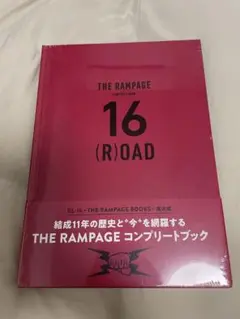 THE RAMPAGE
16
(R)OAD
結成11年の歴史と"今"を網羅する
THE RAMPAGE コンプリートブック